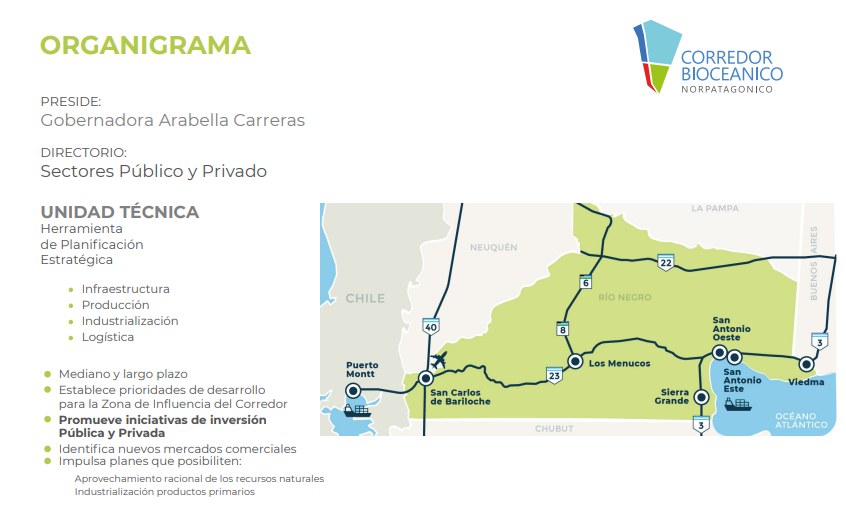 ORGANIGRAMA
CORREDOR
BIOCEANICO
NORPATAGONICO
PRESIDE:
Gobernadora Arabella Carreras
DIRECTORIO:
Sectores Público y Privado
UNIDAD TÉCNICA
Herramienta
de Planificación
Estratégica
Infraestructura
Producción
Industrialización
Logística
Mediano y largo plazo
Establece prioridades de desarrollo
para la Zona de Influencia del Corredor
Promueve iniciativas de inversión
Pública y Privada
Identifica nuevos mercados comerciales
Impulsa planes que posibiliten:
Aprovechamiento racional de los recursos naturales
Industrialización productos primarios
LA PAMPA
NEUQUÉN
BUENOS AIRES
22
6
CHILE
RÍO NEGRO
40
8
San
Antonio
Oeste
3
Puerto
Montt
Los Menucos
23
San
Antonio
Este
Viedma
San Carlos
de Bariloche
Sierra
Grande
OCÉANO
ATLÁNTICO
3
CHUBUT